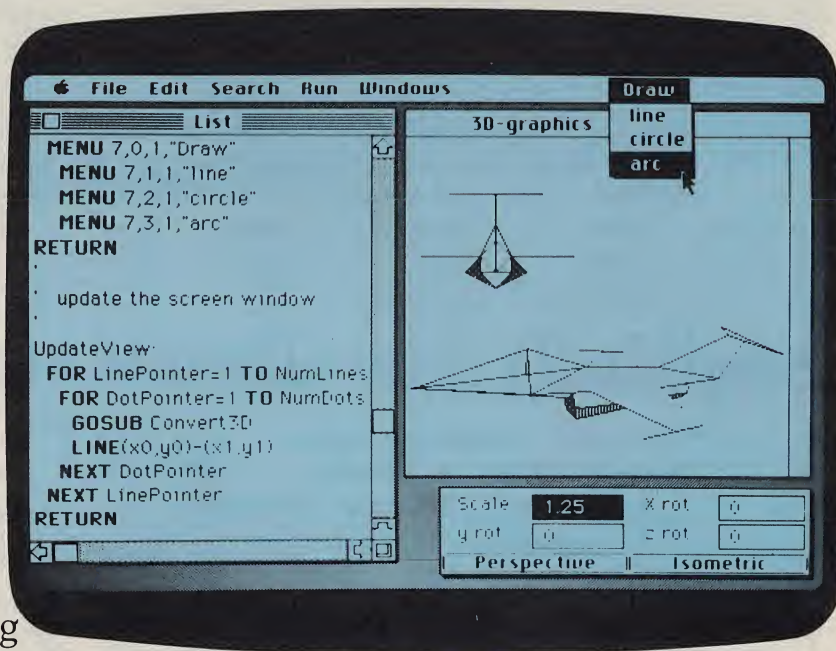 File Edit Search Run Windows Draw
line
circle
arc
List
MENU 7,0,1,"Draw"
MENU 7,1,1,"line"
MENU 7,2,1,"circle"
MENU 7,3,1,"arc"
RETURN
'
' update the screen window
'
UpdateView:
FOR LinePointer=1 TO NumLines
FOR DotPointer=1 TO NumDots
GOSUB Convert3D
LINE(x0,y0)-(x1,y1)
NEXT DotPointer
NEXT LinePointer
RETURN
3D-graphics
Scale 1.25 X rot 0
y rot 0 z rot 0
Perspective Isometric
g